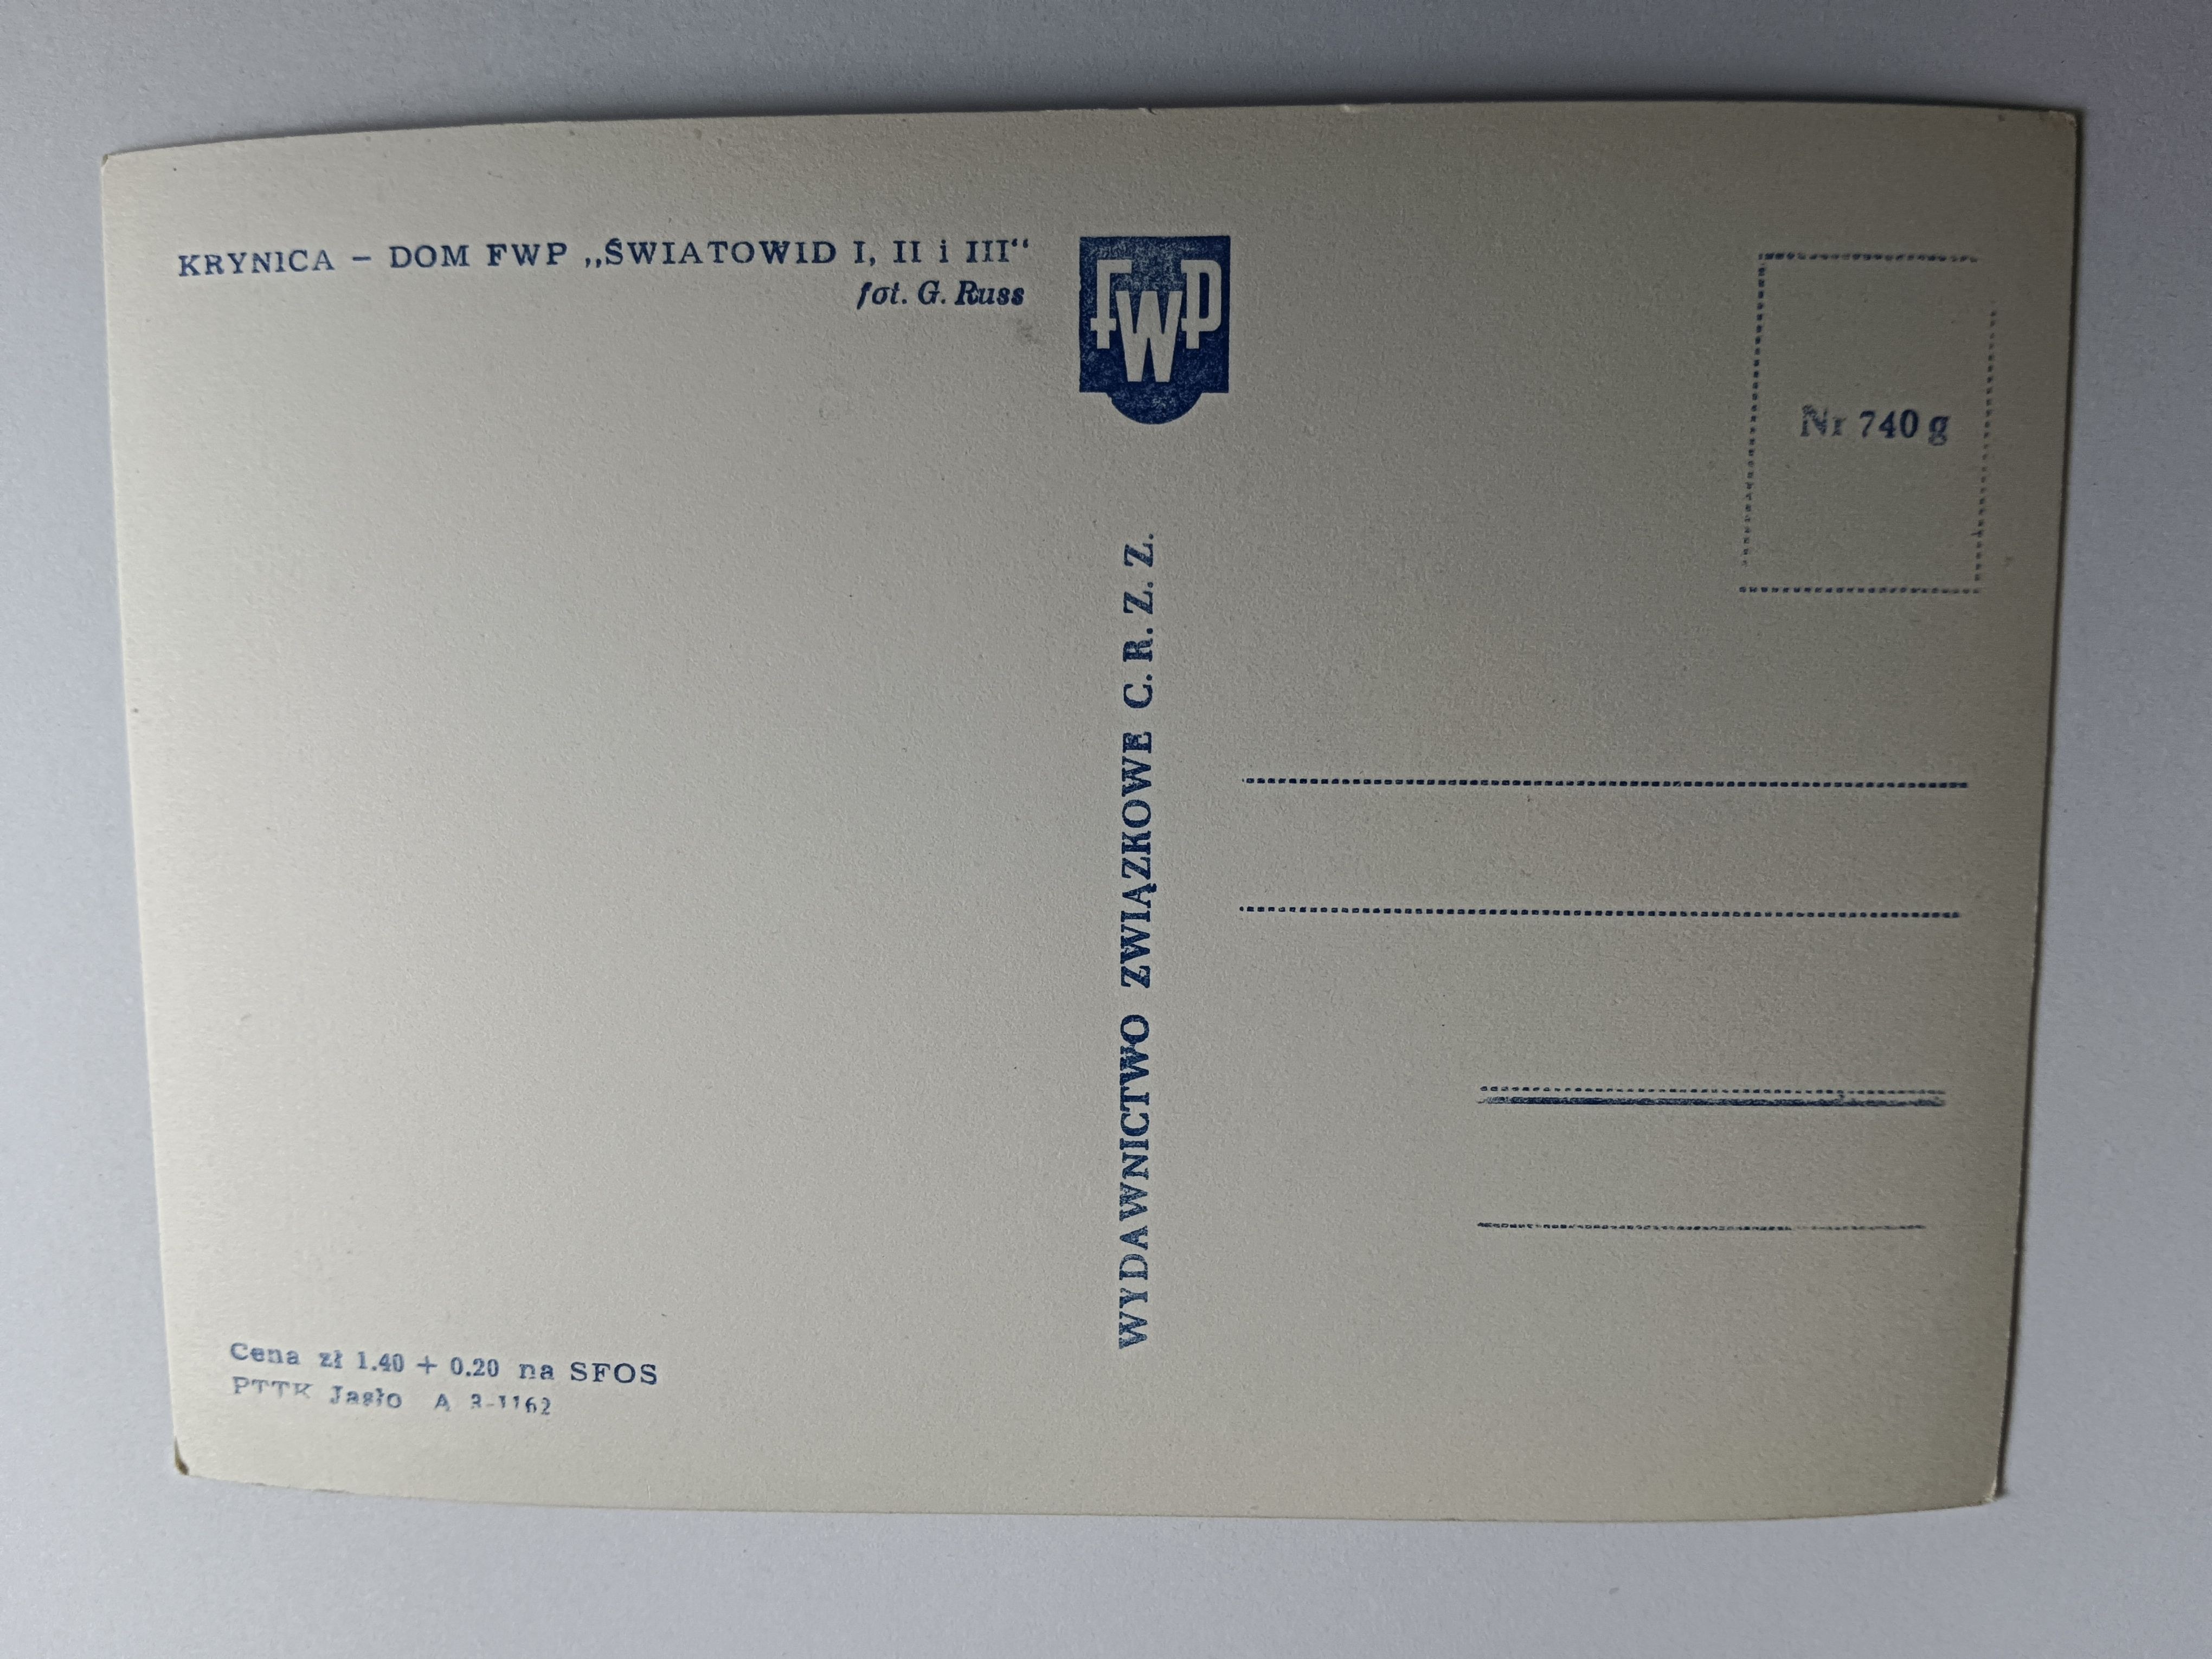 KRYNICA – DOM FWP „ŚWIATOWID I, II i III“
fot. G. Russ
FWP
Nr 740 g
WYDAWNICTWO ZWIĄZKOWE C. R. Z. Z.
Cena zł 1.40 + 0.20 na SFOS
PTTK Jasło A 3-1162